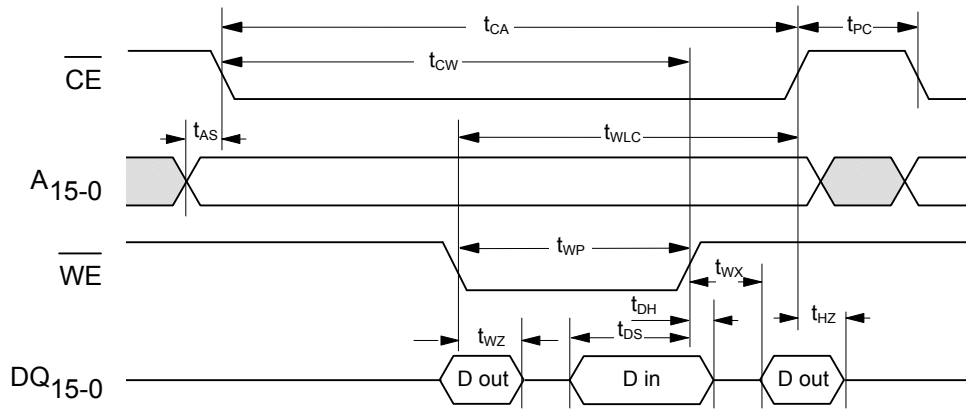 tCA
tPC
CE
tCW
tAS
tWLC
A15-0
WE
tWP
tWX
tDH
tHZ
tWZ
tDS
DQ15-0
D out
D in
D out